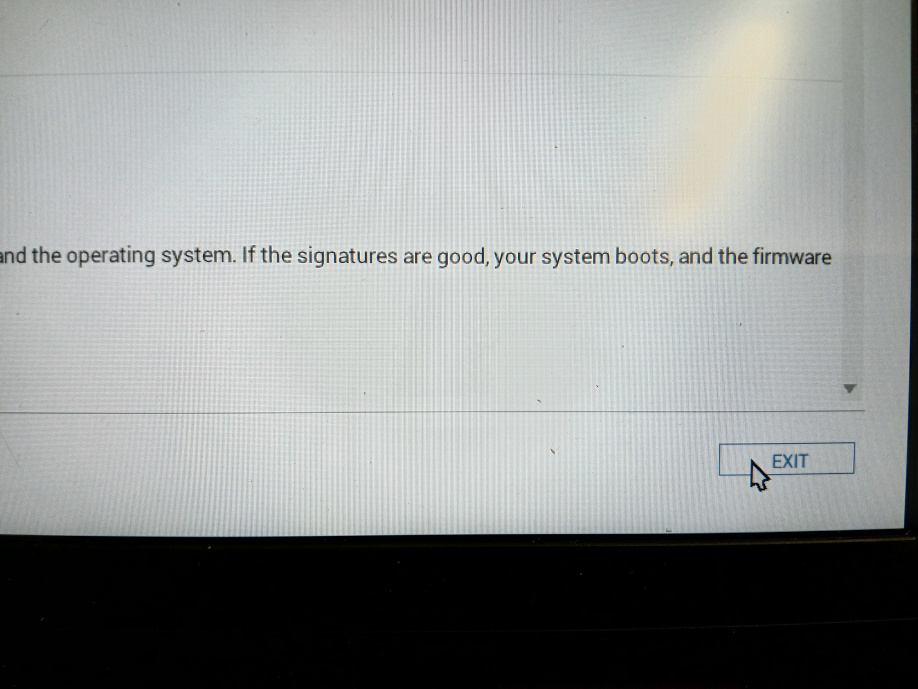 and the operating system. If the signatures are good, your system boots, and the firmware
EXIT